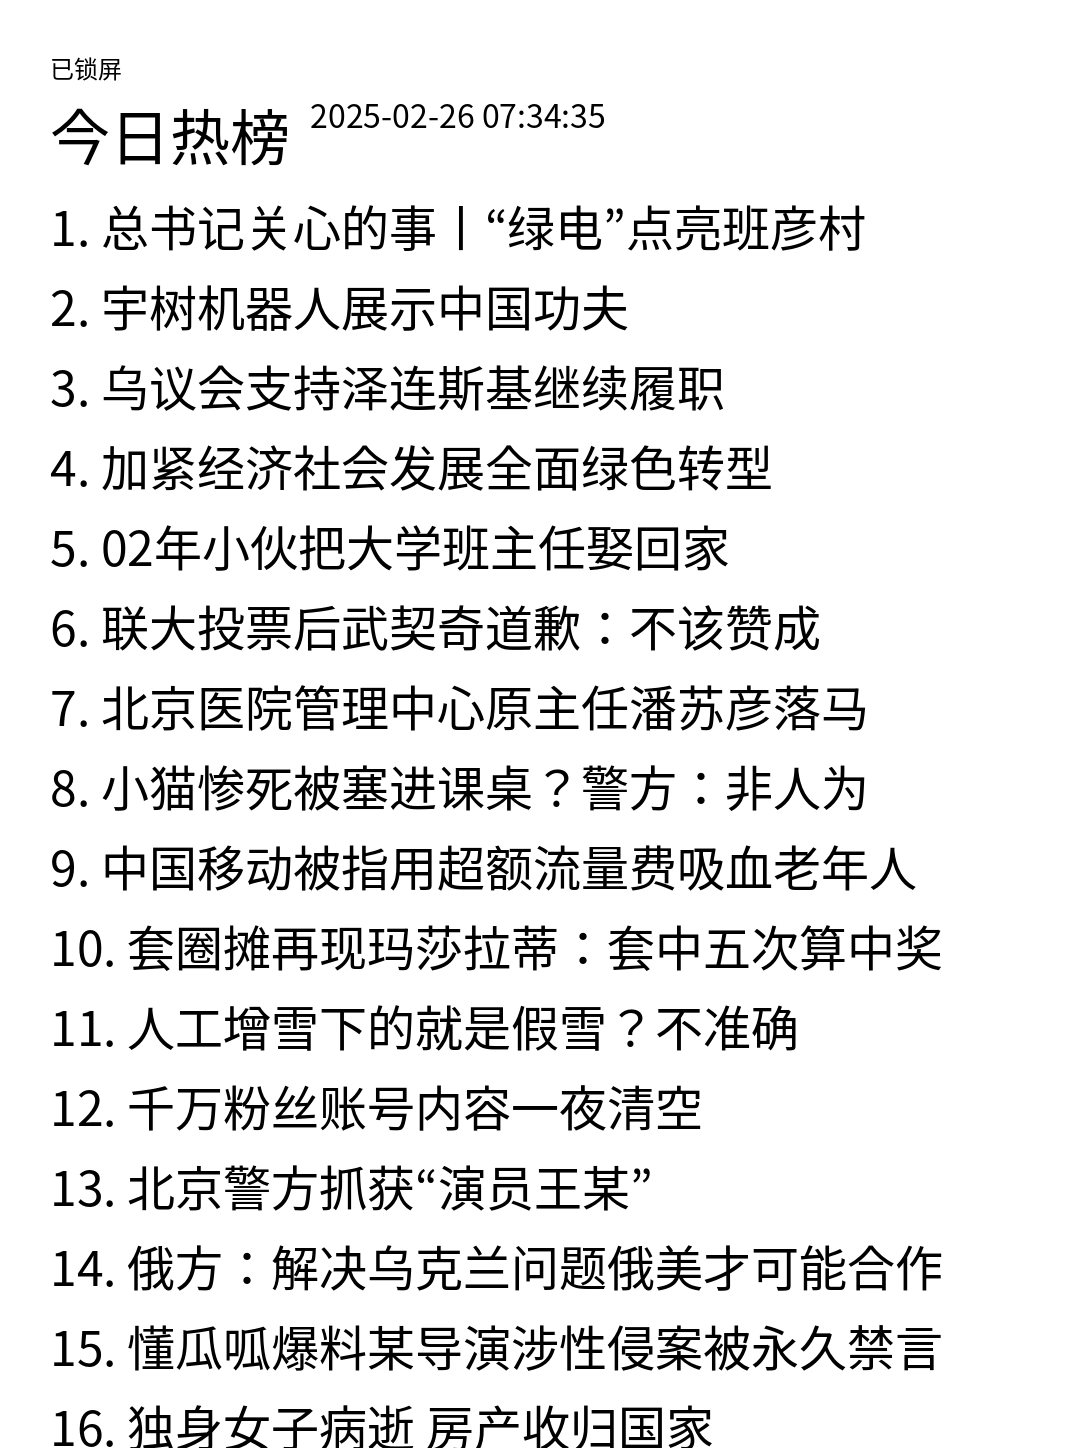 已锁屏
今日热榜 2025-02-26 07:34:35
1. 总书记关心的事丨“绿电”点亮班彦村
2. 宇树机器人展示中国功夫
3. 乌议会支持泽连斯基继续履职
4. 加紧经济社会发展全面绿色转型
5. 02年小伙把大学班主任娶回家
6. 联大投票后武契奇道歉：不该赞成
7. 北京医院管理中心原主任潘苏彦落马
8. 小猫惨死被塞进课桌？警方：非人为
9. 中国移动被指用超额流量费吸血老年人
10. 套圈摊再现玛莎拉蒂：套中五次算中奖
11. 人工增雪下的就是假雪？不准确
12. 千万粉丝账号内容一夜清空
13. 北京警方抓获“演员王某”
14. 俄方：解决乌克兰问题俄美才可能合作
15. 懂瓜呱爆料某导演涉性侵案被永久禁言
16. 独身女子病逝 房产收归国家